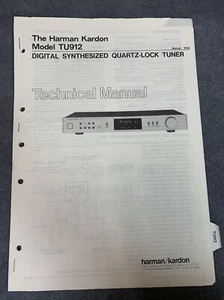 The Harman Kardon
Model TU912
DIGITAL SYNTHESIZED QUARTZ-LOCK TUNER
Technical Manual
harman/kardon